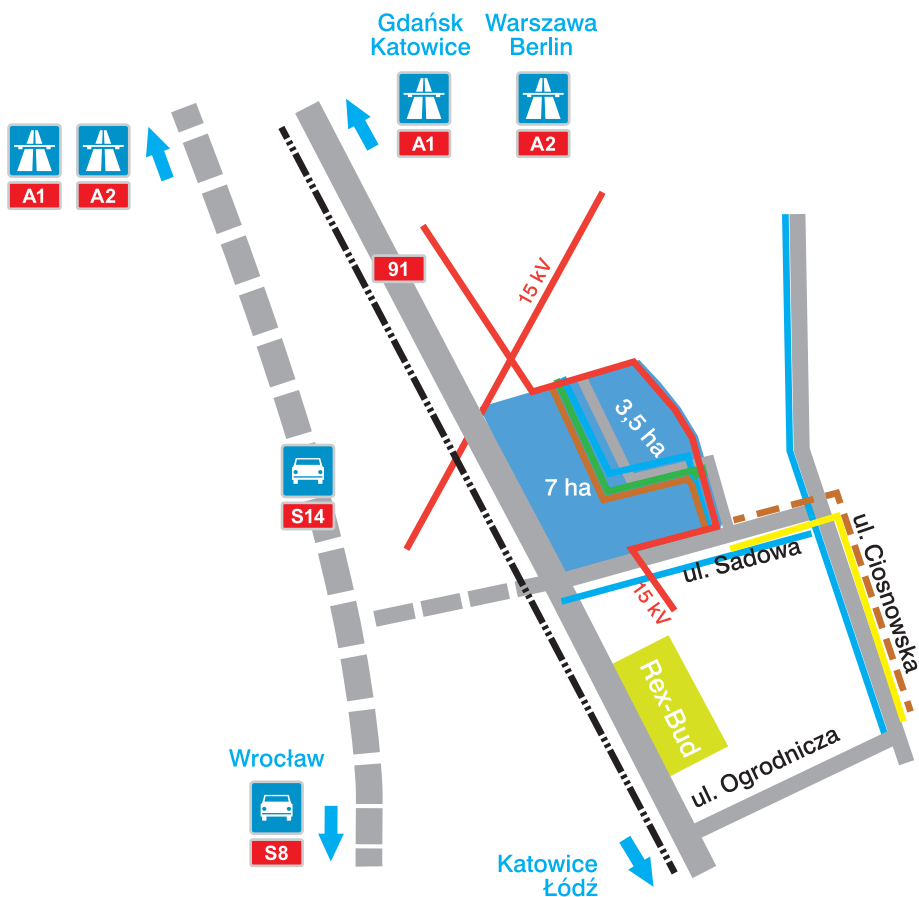 Gdańsk
Katowice
Warszawa
Berlin
A1
A2
A1
A2
91
15 kV
3,5 ha
7 ha
S14
ul. Sadowa
ul. Ciosnowska
15 kV
Rex-Bud
ul. Ogrodnicza
Wrocław
S8
Katowice
Łódź